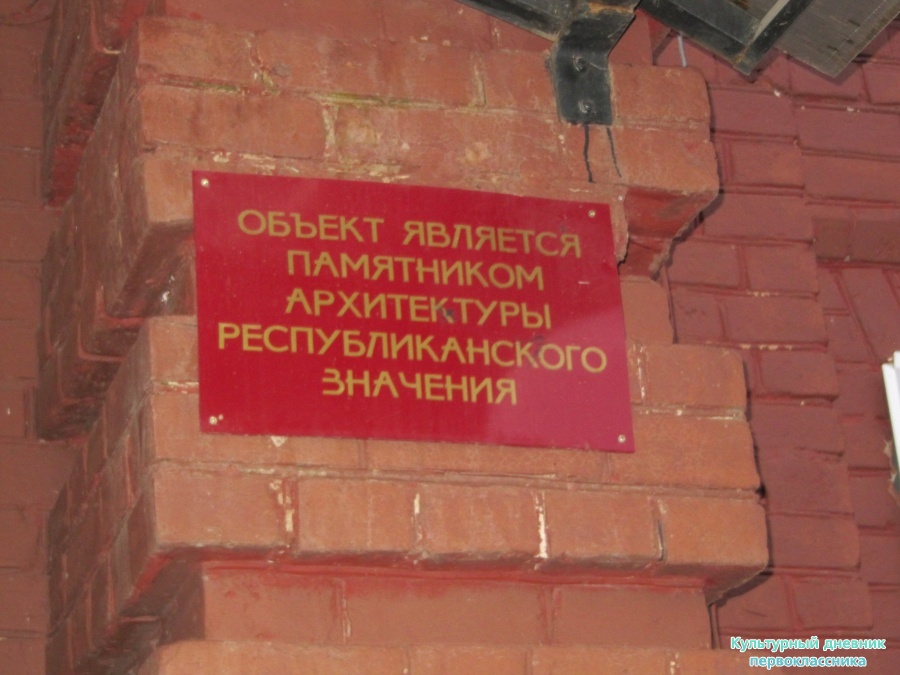 ОБЪЕКТ ЯВЛЯЕТСЯ
ПАМЯТНИКОМ
АРХИТЕКТУРЫ
РЕСПУБЛИКАНСКОГО
ЗНАЧЕНИЯ
Культурный дневник
первоклассника